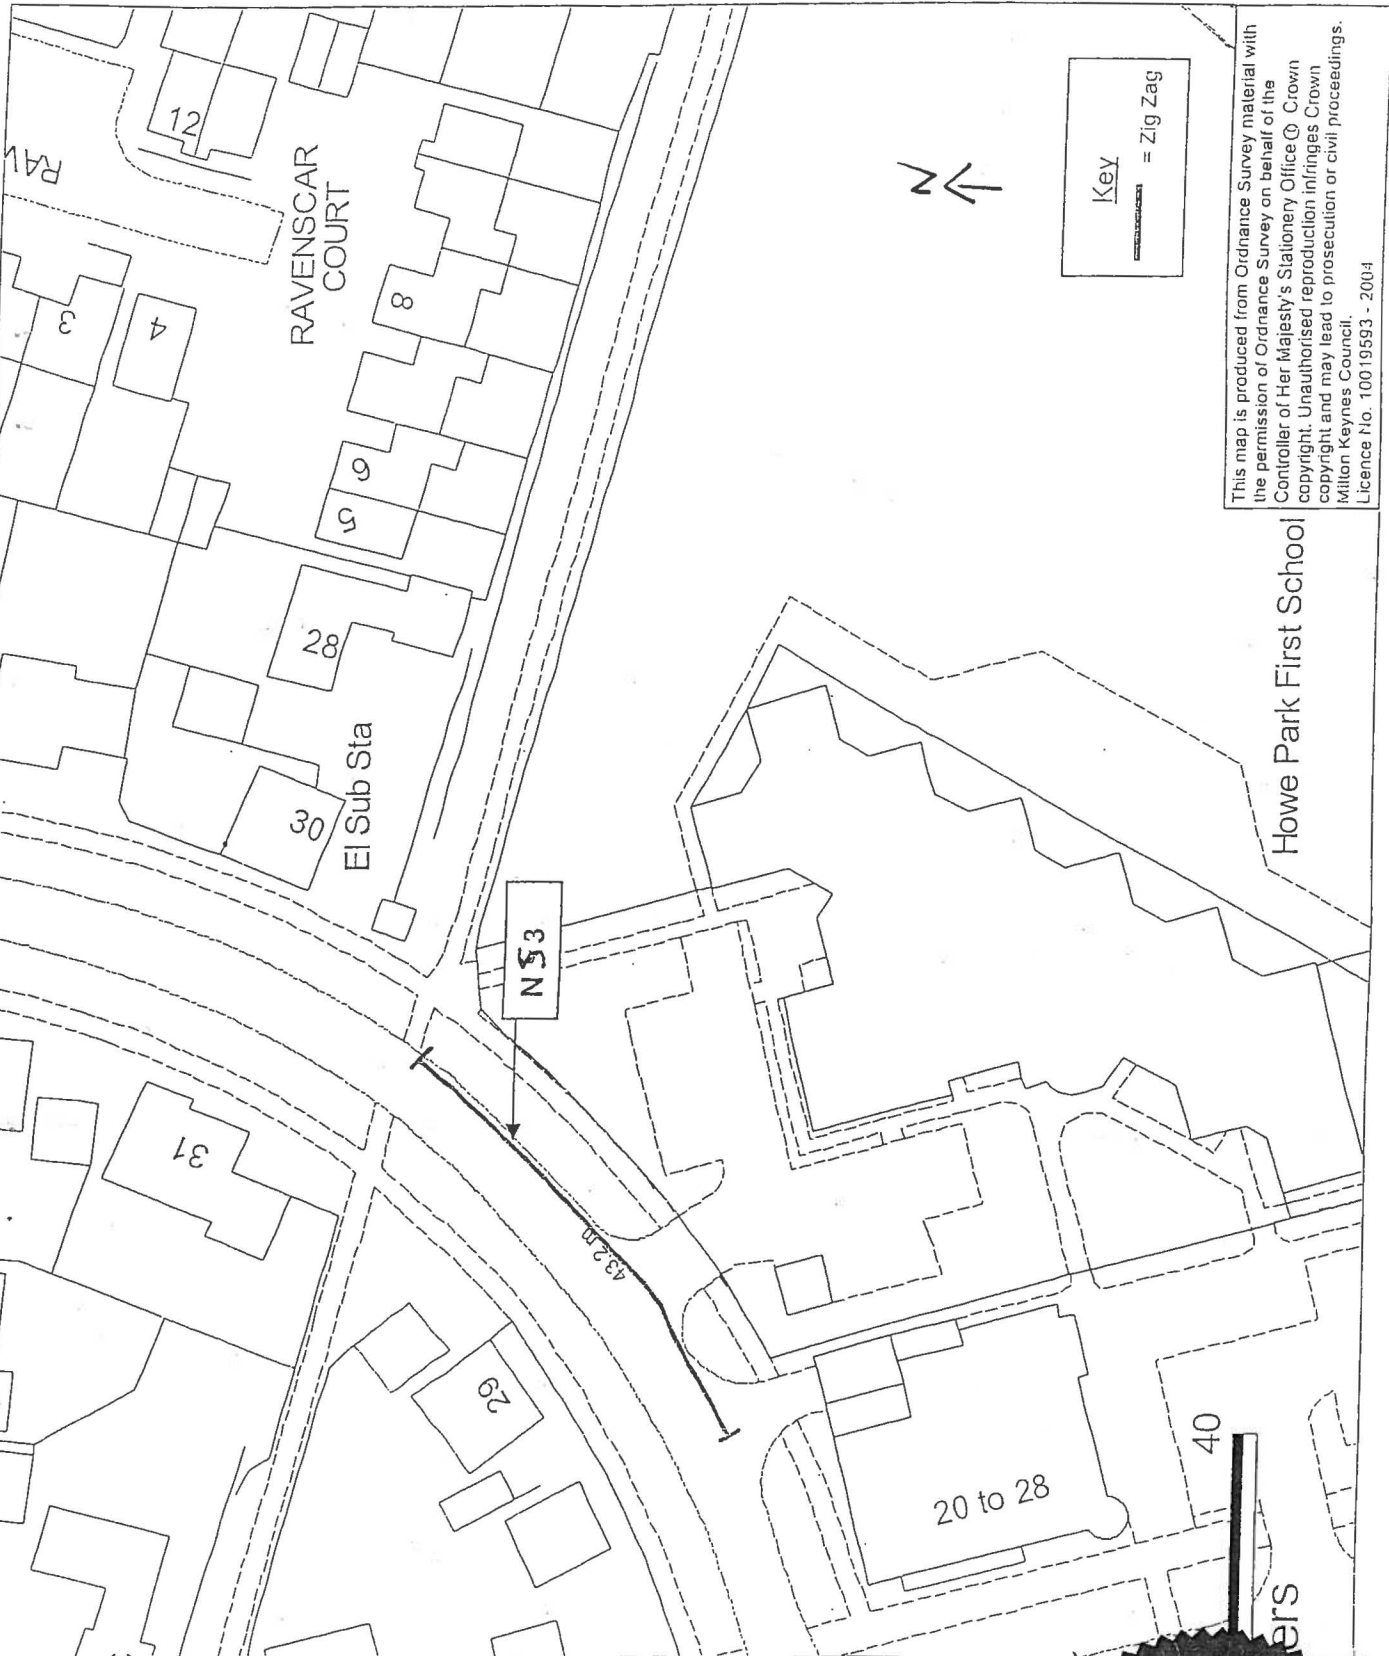 RAV
12
RAVENSCAR
COURT
3
4
8
6
5
28
30
El Sub Sta
31
29
43.2m
20 to 28
Howe Park First School
N
Key
= Zig Zag
This map is produced from Ordnance Survey material with
the permission of Ordnance Survey on behalf of the
Controller of Her Majesty's Stationery Office © Crown
copyright. Unauthorised reproduction infringes Crown
copyright and may lead to prosecution or civil proceedings.
Milton Keynes Council.
Licence No. 10019593 - 2004
40
ers